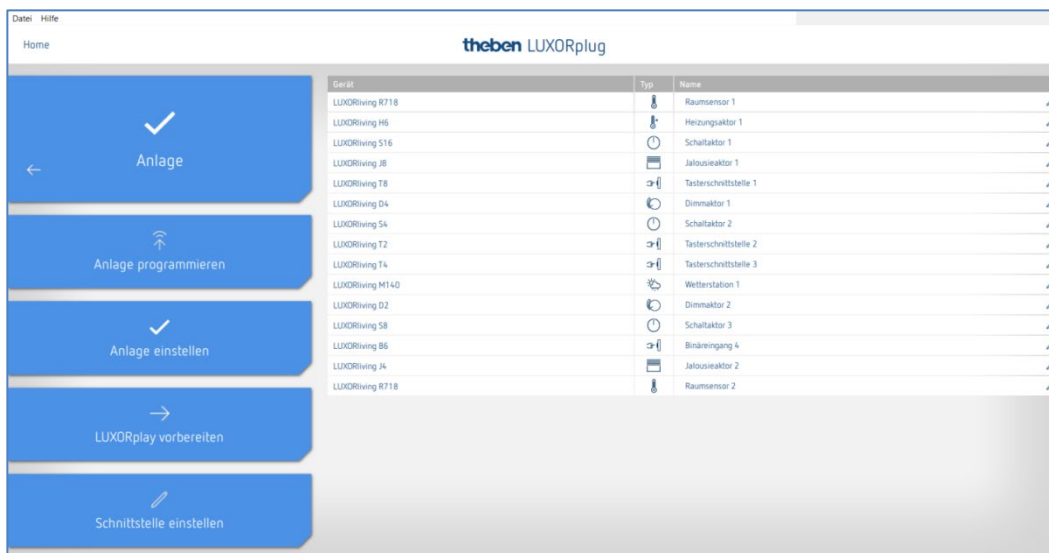 Datei Hilfe
Home
theben LUXORplug
Anlage
Anlage programmieren
Anlage einstellen
LUXORplay vorbereiten
Schnittstelle einstellen
Gerät Typ Name
LUXORliving R718 Raumsensor 1
LUXORliving H6 Heizungsaktor 1
LUXORliving S16 Schaltaktor 1
LUXORliving J8 Jalousieaktor 1
LUXORliving T8 Tasterschnittstelle 1
LUXORliving D4 Dimmaktor 1
LUXORliving S4 Schaltaktor 2
LUXORliving T2 Tasterschnittstelle 2
LUXORliving T4 Tasterschnittstelle 3
LUXORliving M140 Wetterstation 1
LUXORliving D2 Dimmaktor 2
LUXORliving S8 Schaltaktor 3
LUXORliving B6 Binäreingang 4
LUXORliving J4 Jalousieaktor 2
LUXORliving R718 Raumsensor 2